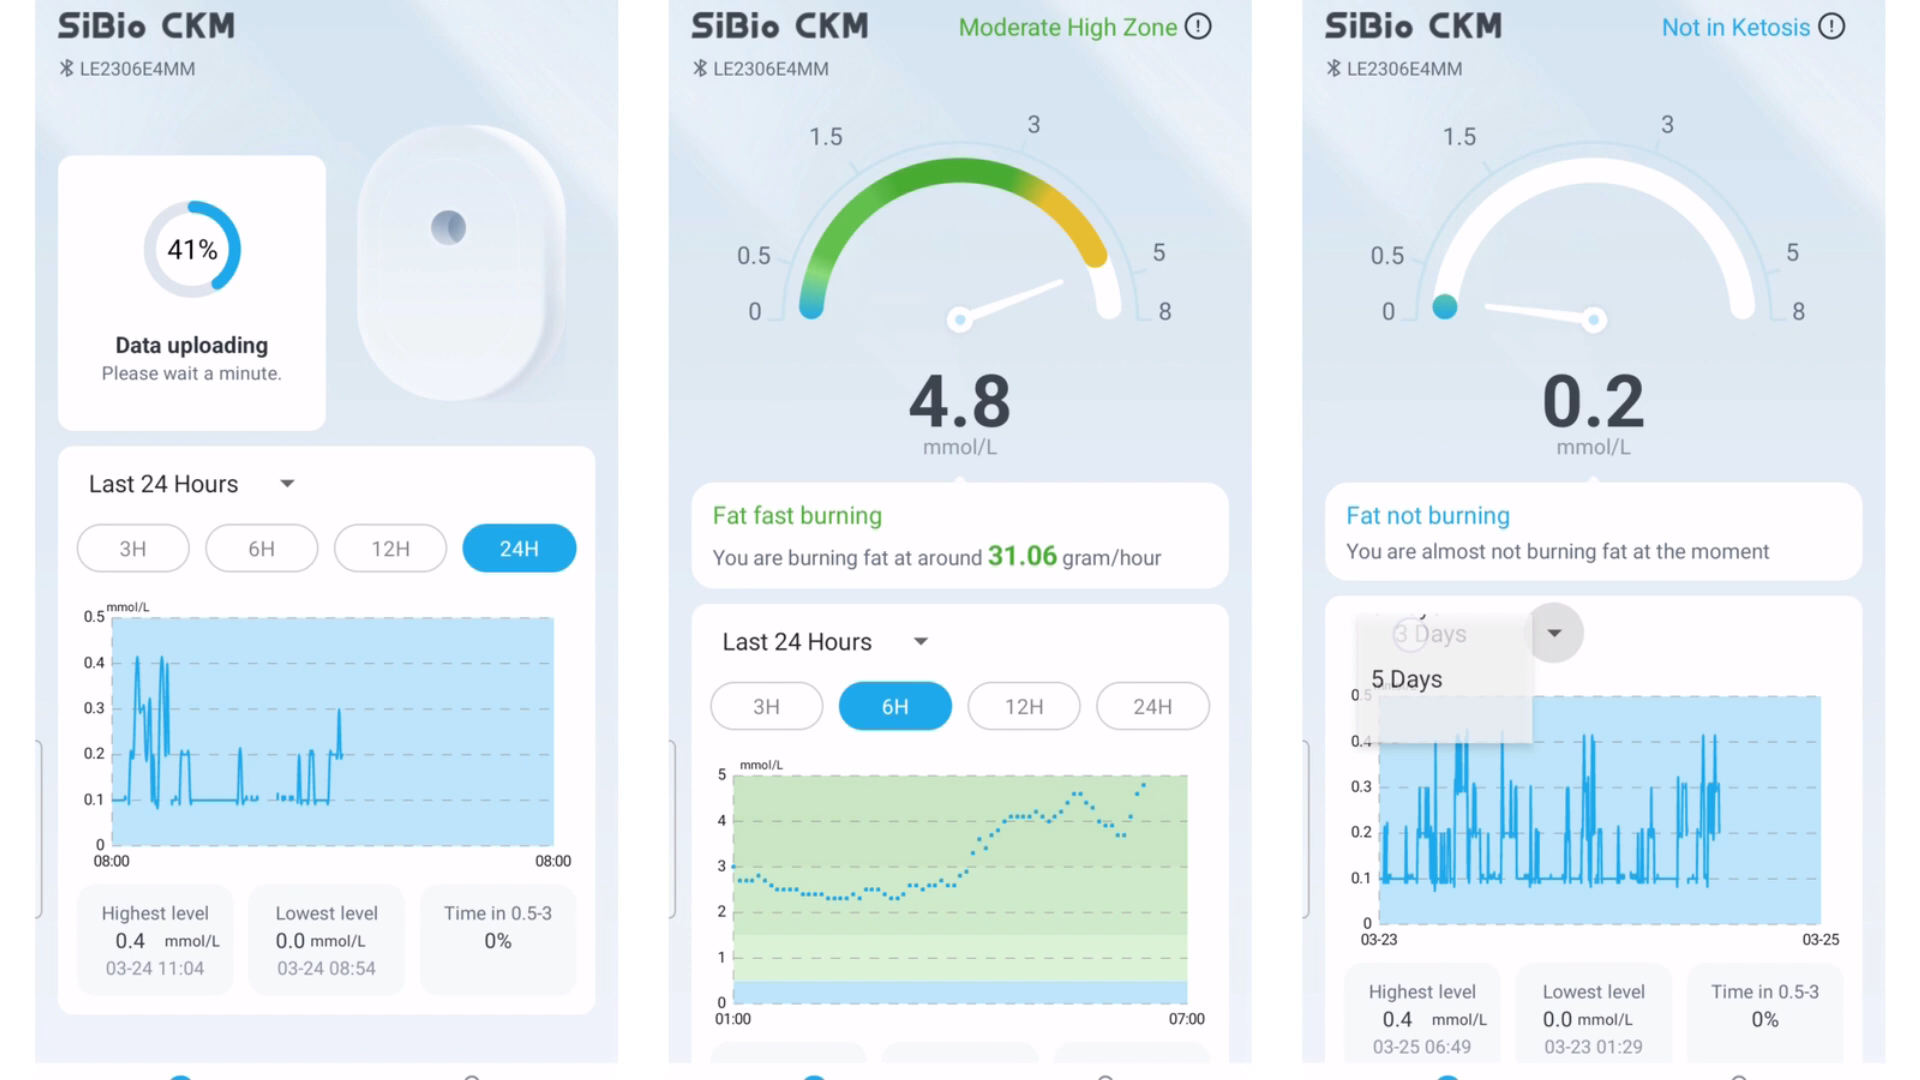 SiBio CKM
LE2306E4MM
41%
Data uploading
Please wait a minute.
Last 24 Hours
3H 6H 12H 24H
mmol/L
0.5
0.4
0.3
0.2
0.1
0
08:00 08:00
Highest level
0.4 mmol/L
03-24 11:04
Lowest level
0.0 mmol/L
03-24 08:54
Time in 0.5-3
0%
SiBio CKM
Moderate High Zone
LE2306E4MM
0
0.5
1.5
3
5
8
4.8
mmol/L
Fat fast burning
You are burning fat at around 31.06 gram/hour
Last 24 Hours
3H 6H 12H 24H
mmol/L
5
4
3
2
1
0
01:00 07:00
SiBio CKM
Not in Ketosis
LE2306E4MM
0
0.5
1.5
3
5
8
0.2
mmol/L
Fat not burning
You are almost not burning fat at the moment
3 Days
5 Days
0.5
0.4
0.3
0.2
0.1
0
03-23 03-25
Highest level
0.4 mmol/L
03-25 06:49
Lowest level
0.0 mmol/L
03-23 01:29
Time in 0.5-3
0%